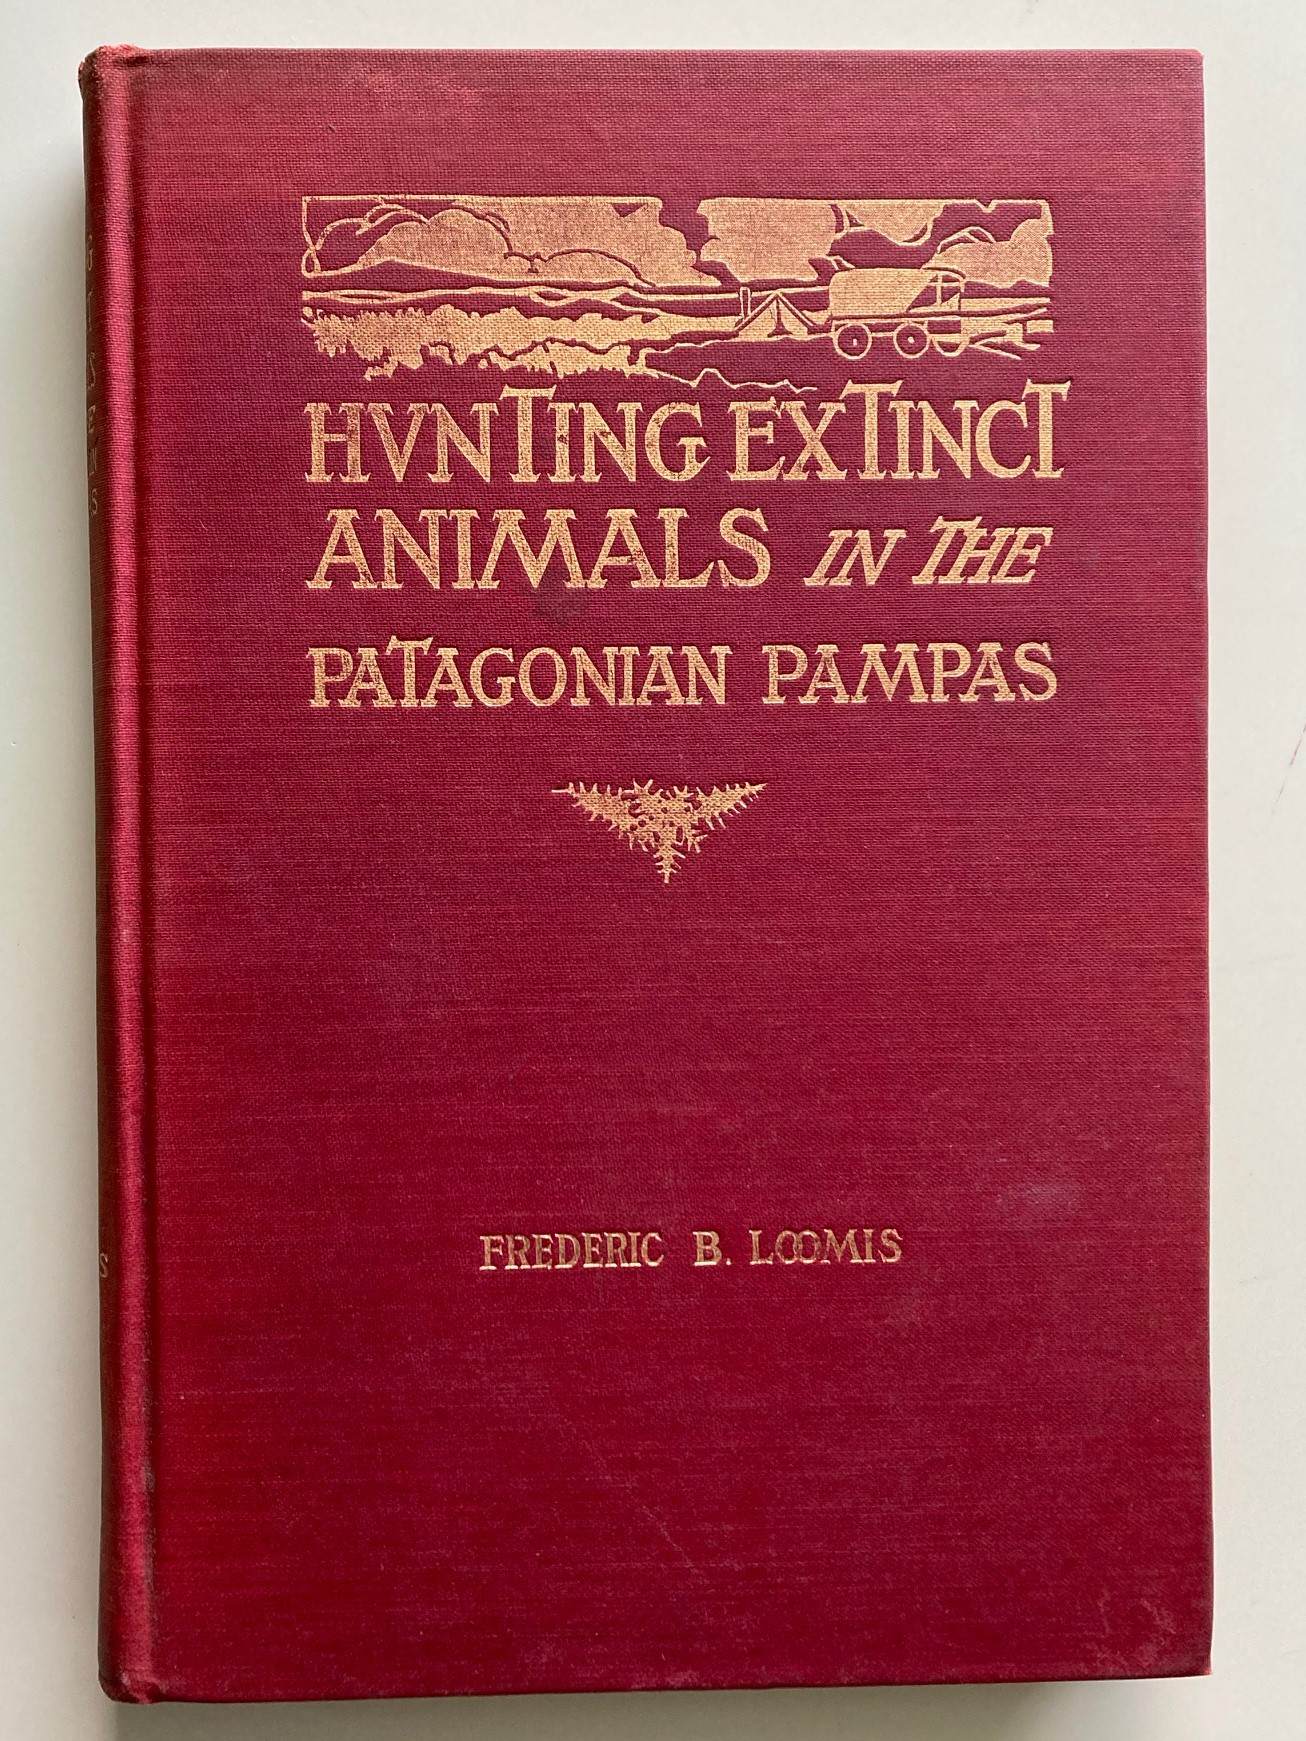 HVNTING EXTINCT
ANIMALS IN THE
PATAGONIAN PAMPAS
FREDERIC B. LOOMIS